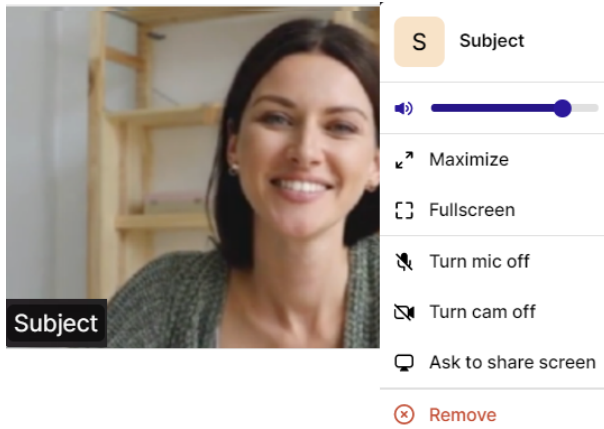 S
Subject
Maximize
Fullscreen
Turn mic off
Turn cam off
Subject
Ask to share screen
Remove